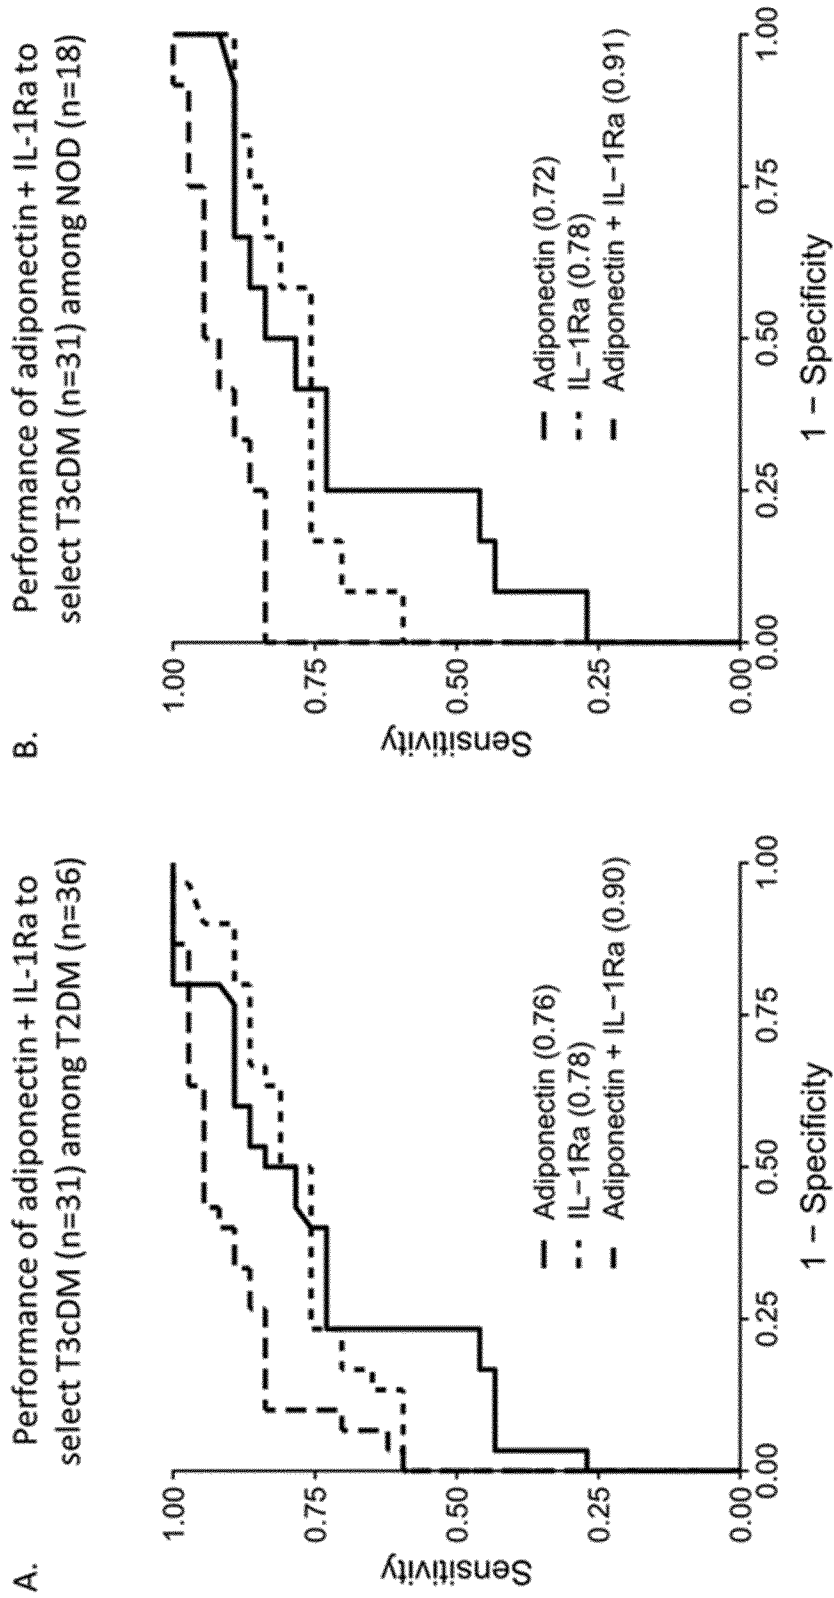 A.
Performance of adiponectin + IL-1Ra to
select T3cDM (n=31) among T2DM (n=36)
1.00
0.75
0.50
0.25
0.00
Sensitivity
Adiponectin (0.76)
IL−1Ra (0.78)
Adiponectin + IL−1Ra (0.90)
0.00
0.25
0.50
0.75
1.00
1 − Specificity
B.
Performance of adiponectin + IL-1Ra to
select T3cDM (n=31) among NOD (n=18)
1.00
0.75
0.50
0.25
0.00
Sensitivity
Adiponectin (0.72)
IL−1Ra (0.78)
Adiponectin + IL−1Ra (0.91)
0.00
0.25
0.50
0.75
1.00
1 − Specificity